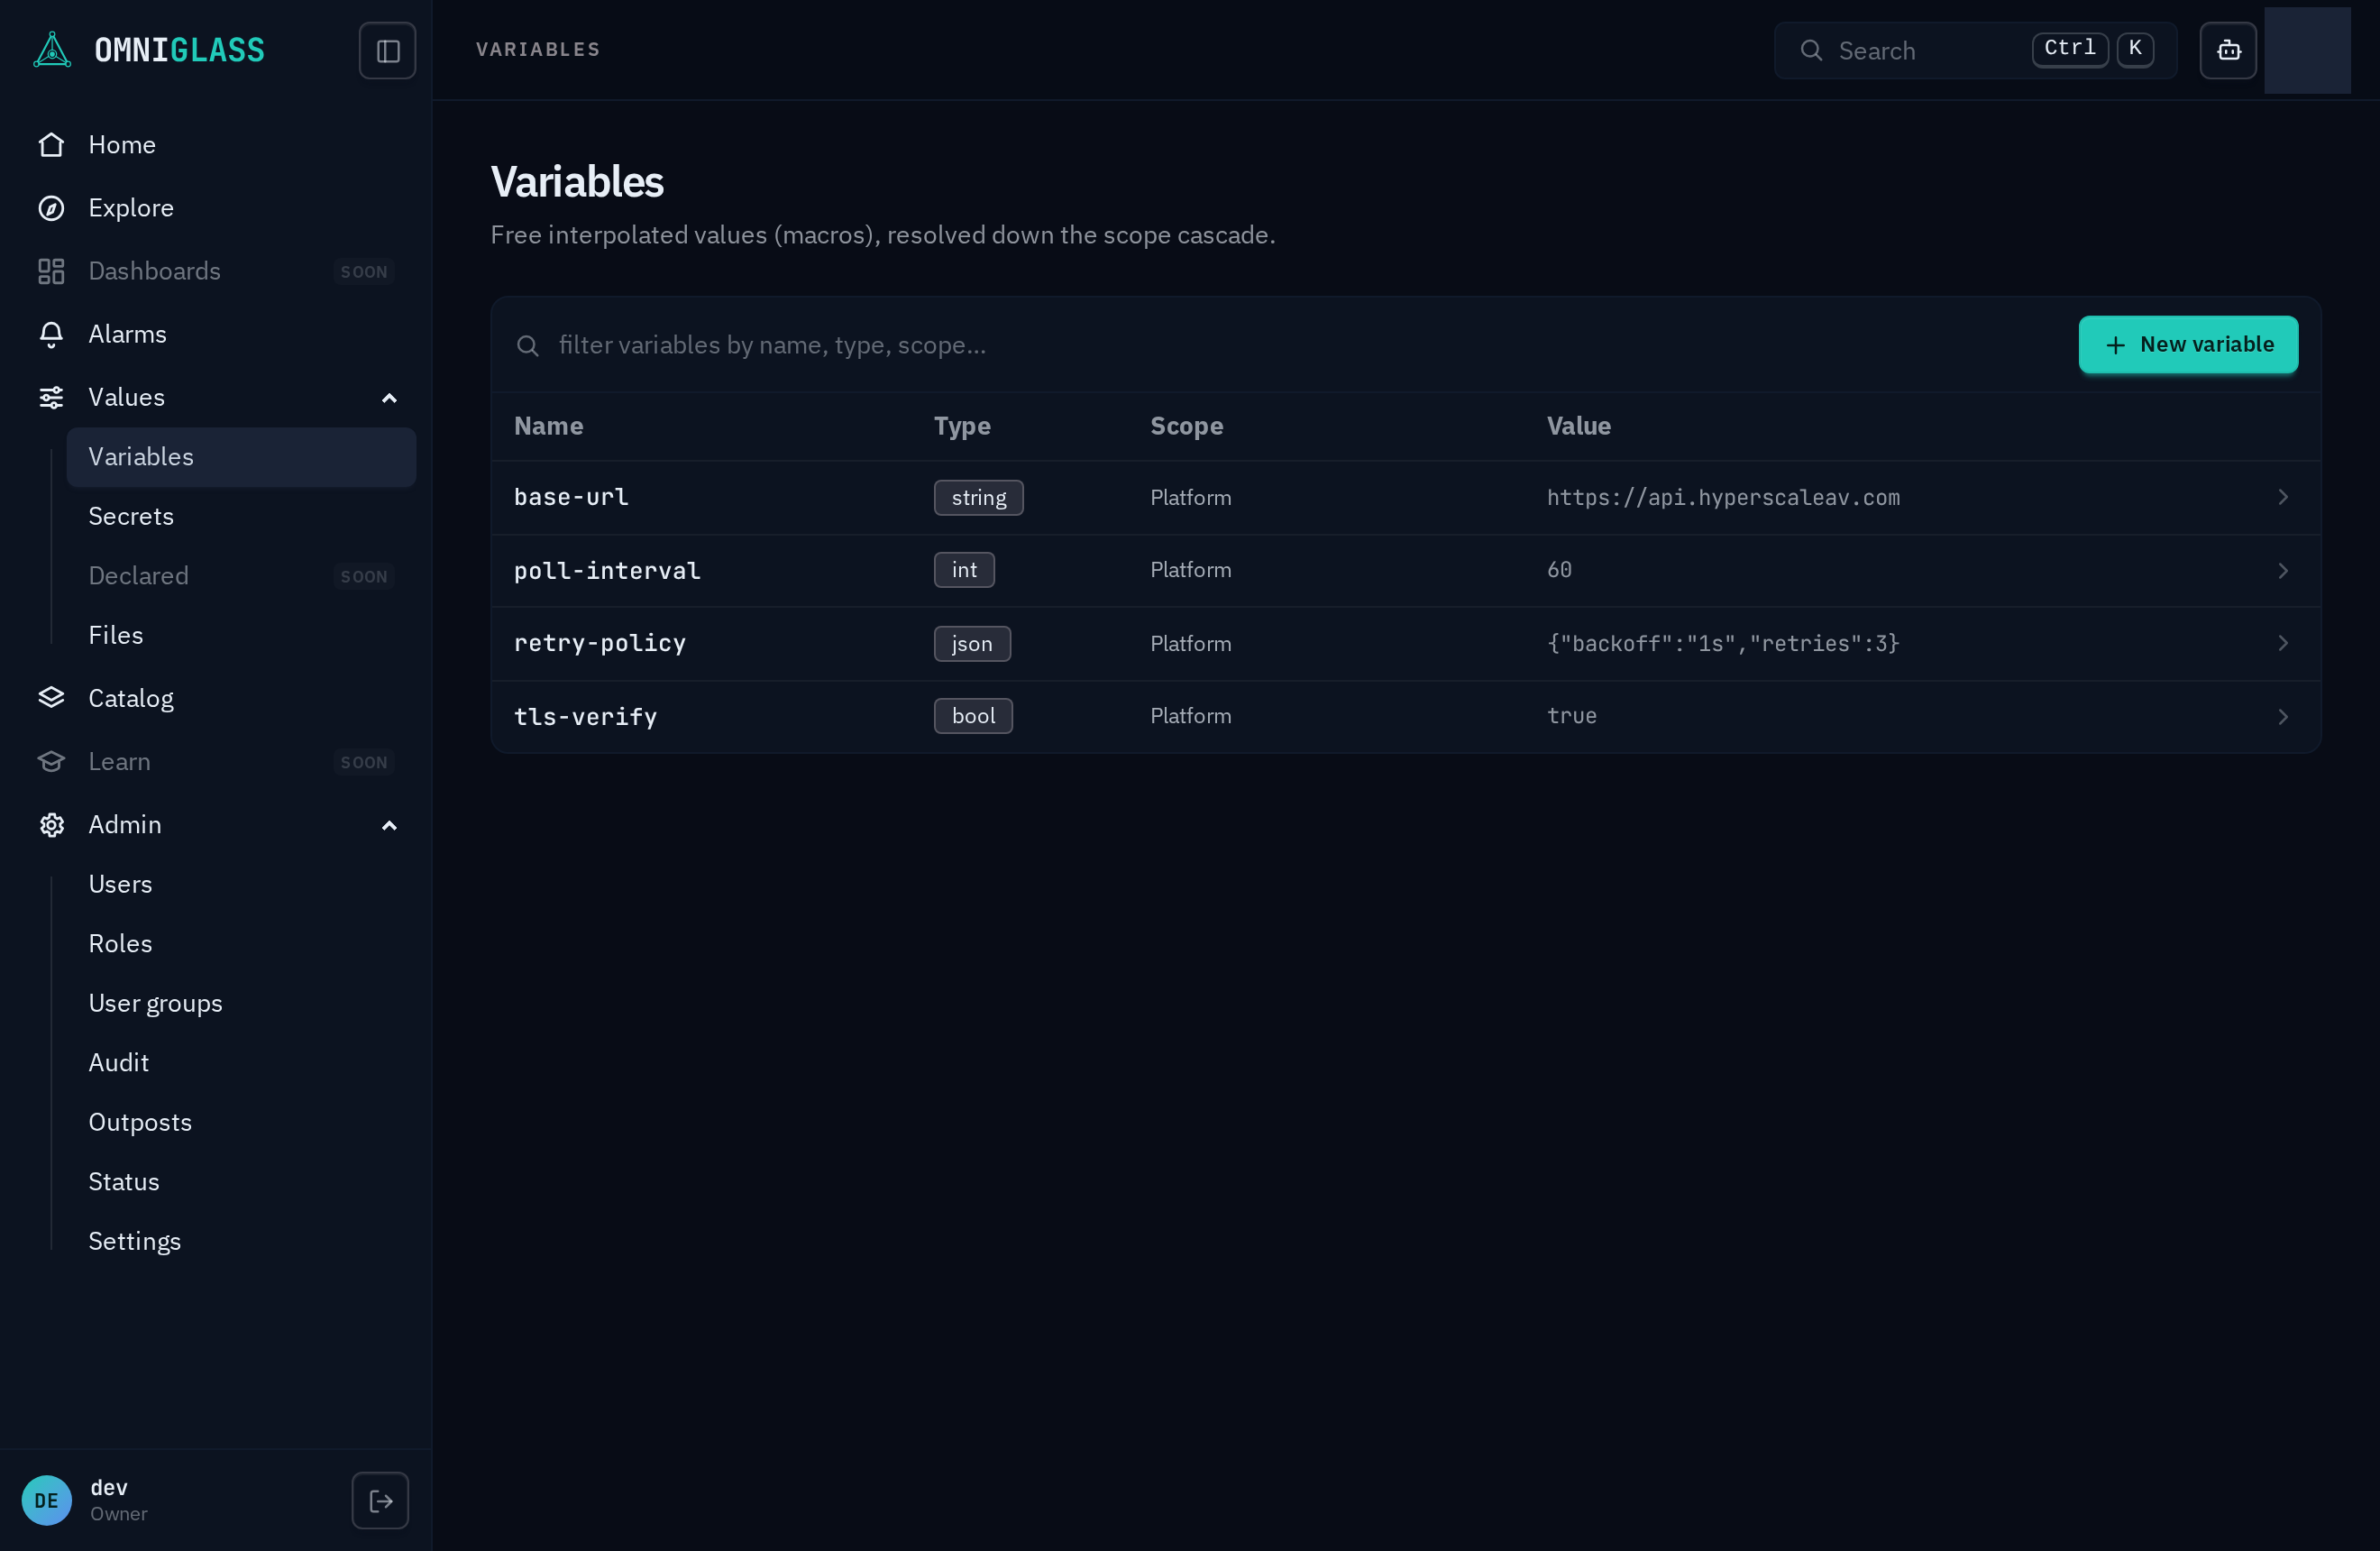 OMNIGLASS
VARIABLES
Search Ctrl K
Home
Explore
Dashboards SOON
Alarms
Values
Variables
Secrets
Declared SOON
Files
Catalog
Learn SOON
Admin
Users
Roles
User groups
Audit
Outposts
Status
Settings
DE dev
Owner
Variables
Free interpolated values (macros), resolved down the scope cascade.
filter variables by name, type, scope...
New variable
Name Type Scope Value
base-url string Platform https://api.hyperscaleav.com
poll-interval int Platform 60
retry-policy json Platform {"backoff":"1s","retries":3}
tls-verify bool Platform true